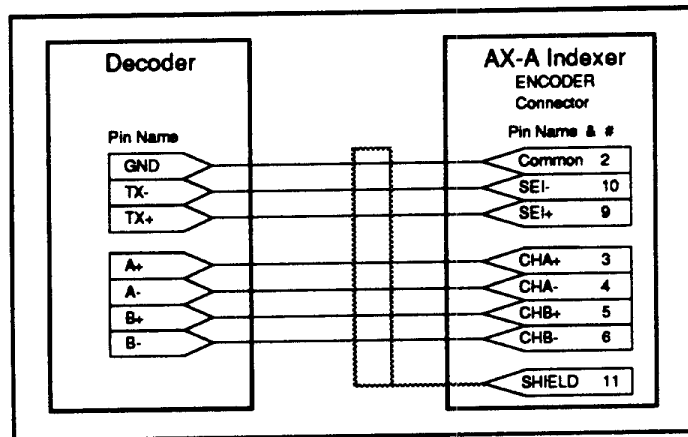 Decoder
Pin Name
GND
TX-
TX+
A+
A-
B+
B-
AX-A Indexer
ENCODER
Connector
Pin Name & #
Common 2
SEI- 10
SEI+ 9
CHA+ 3
CHA- 4
CHB+ 5
CHB- 6
SHIELD 11